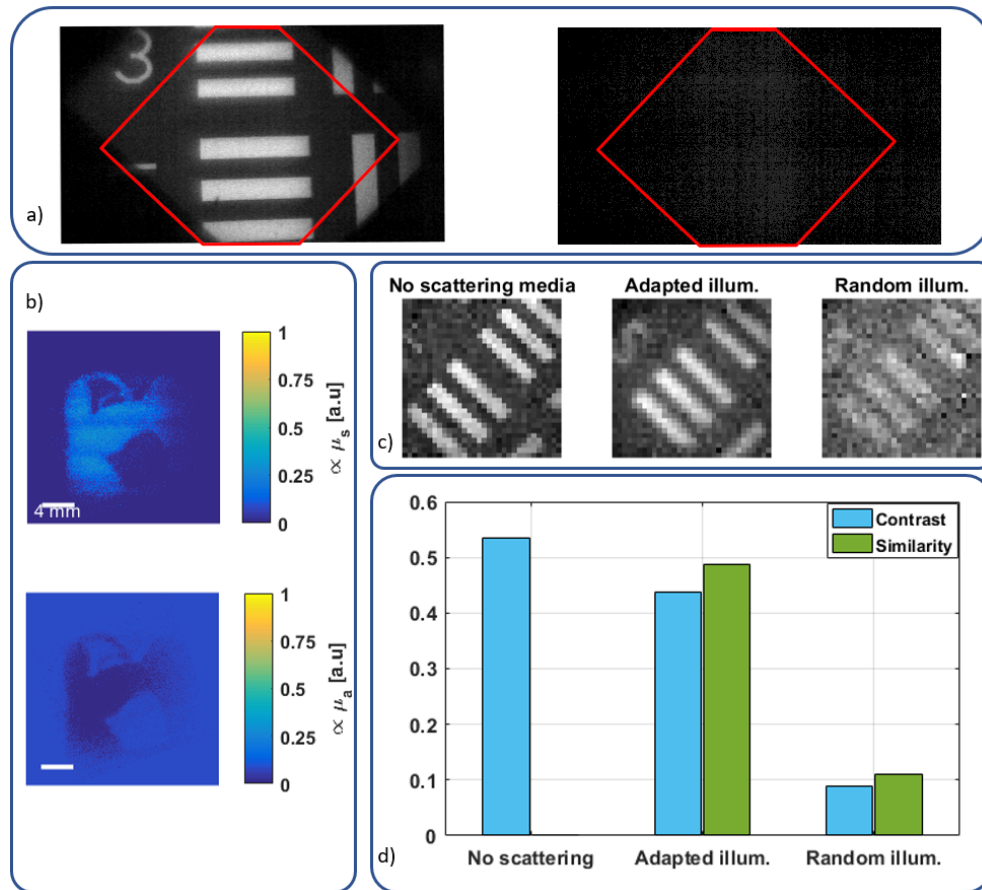 3
a)
b)
1
0.75
0.5
0.25
0
∝ μs [a.u]
4 mm
1
0.75
0.5
0.25
0
∝ μa [a.u]
No scattering media
Adapted illum.
Random illum.
c)
0.6
0.5
0.4
0.3
0.2
0.1
0
Contrast
Similarity
No scattering
Adapted illum.
Random illum.
d)